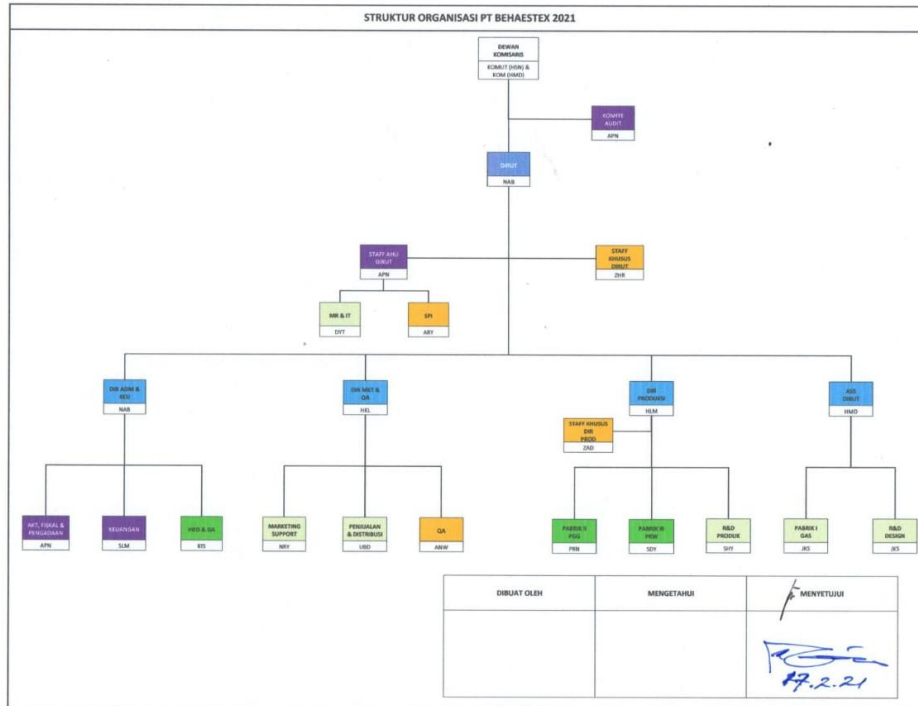 STRUKTUR ORGANISASI PT BEHAESTEX 2021
DEWAN
KOMISARIS
KOMUT (HSN) &
KOM (HMD)
KOMITE
AUDIT
APN
DIRUT
NAB
STAFF AHLI
DIRUT
APN
STAFF
KHUSUS
DIRUT
ZHR
MR & IT
DYT
SPI
ABY
DIR ADM &
KEU
NAB
DIR MKT &
QA
HKL
DIR
PRODUKSI
HLM
ASS
DIRUT
HMD
STAFF KHUSUS
DIR
PROD
ZAD
AKT, FISKAL &
PENGADAAN
APN
KEUANGAN
SLM
HRD & GA
MARKETING
SUPPORT
NRY
PENJUALAN
& DISTRIBUSI
UBD
QA
ANW
PABRIK II
PGG
PRN
PABRIK III
SDY
R&D
PRODUK
SHY
PABRIK I
GAS
JKS
R&D
DESIGN
JKS
DIBUAT OLEH
MENGETAHUI
MENYETUJUI
17.2.21